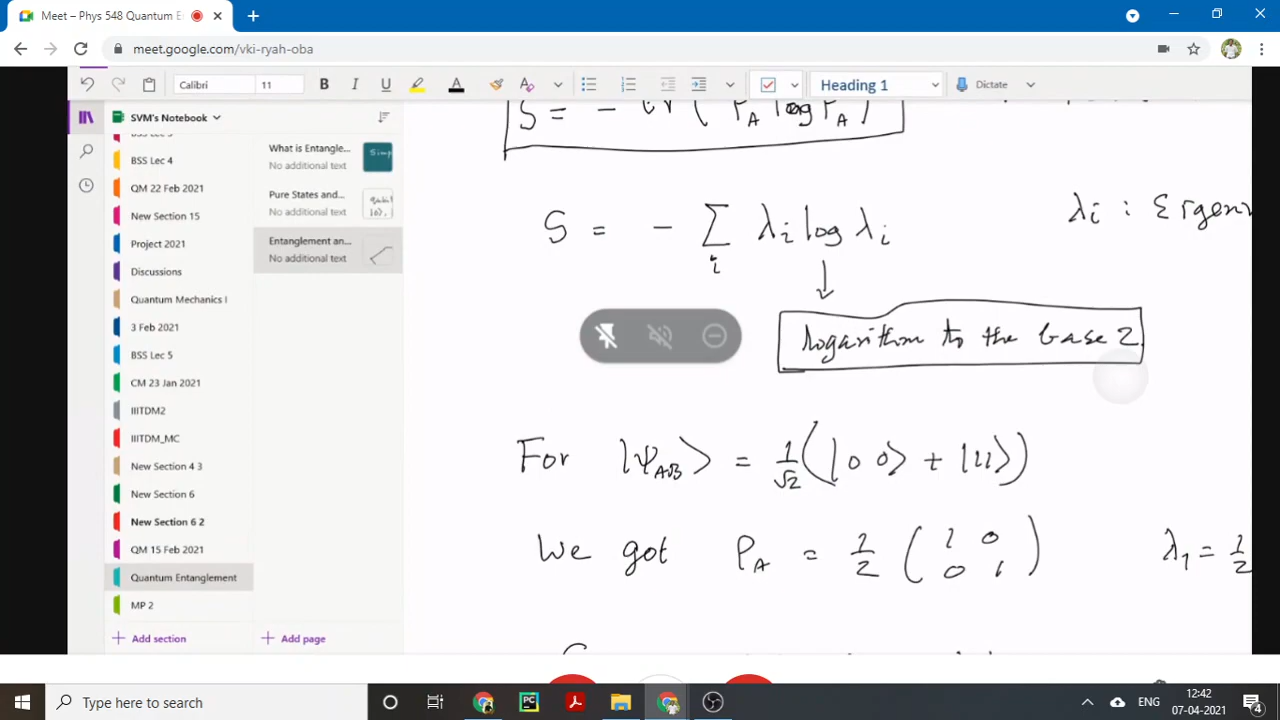 Meet – Phys 548 Quantum E
meet.google.com/vki-ryah-oba
Calibri 11 B I U A Heading 1 Dictate
SVM's Notebook
BSS Lec 4
QM 22 Feb 2021
New Section 15
Project 2021
Discussions
Quantum Mechanics I
3 Feb 2021
BSS Lec 5
CM 23 Jan 2021
IIITDM2
IIITDM_MC
New Section 4 3
New Section 6
New Section 6 2
QM 15 Feb 2021
Quantum Entanglement
MP 2
Add section
What is Entangle...
No additional text
Pure States and...
No additional text
Entanglement an...
No additional text
Add page
S = - tr ( ρA log ρA )
S = - Σi λi log λi
λi : Eigenv
logarithm to the base 2
For |ΨAB⟩ = 1/√2 ( |0 0⟩ + |11⟩ )
We got ρA = 1/2 ( 1 0
0 1 ) λ1 = 1/2
Type here to search
ENG
12:42
07-04-2021
4